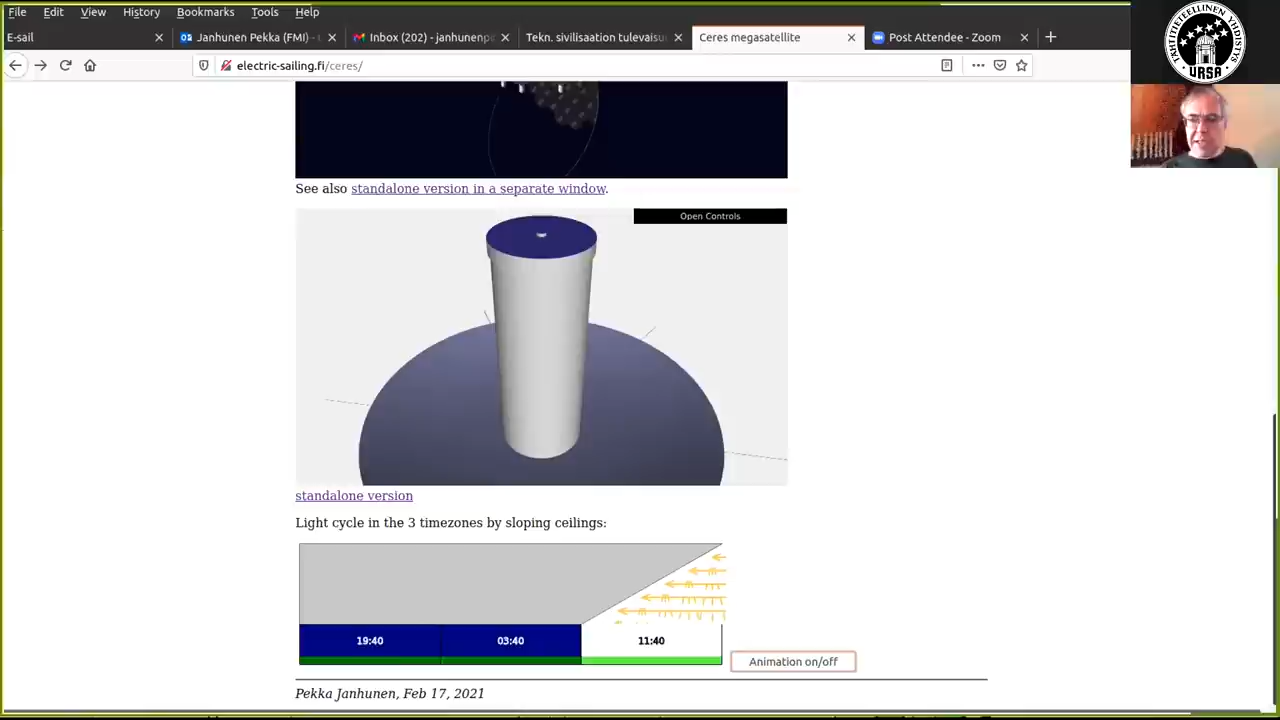 File Edit View History Bookmarks Tools Help
E-sail
Janhunen Pekka (FMI) -
Inbox (202) - janhunenp
Tekn. sivilisaation tulevaisu
Ceres megasatellite
Post Attendee - Zoom
electric-sailing.fi/ceres/
TÄHTITIETEELLINEN YHDISTYS
URSA
See also standalone version in a separate window.
Open Controls
standalone version
Light cycle in the 3 timezones by sloping ceilings:
19:40 03:40 11:40
Animation on/off
Pekka Janhunen, Feb 17, 2021